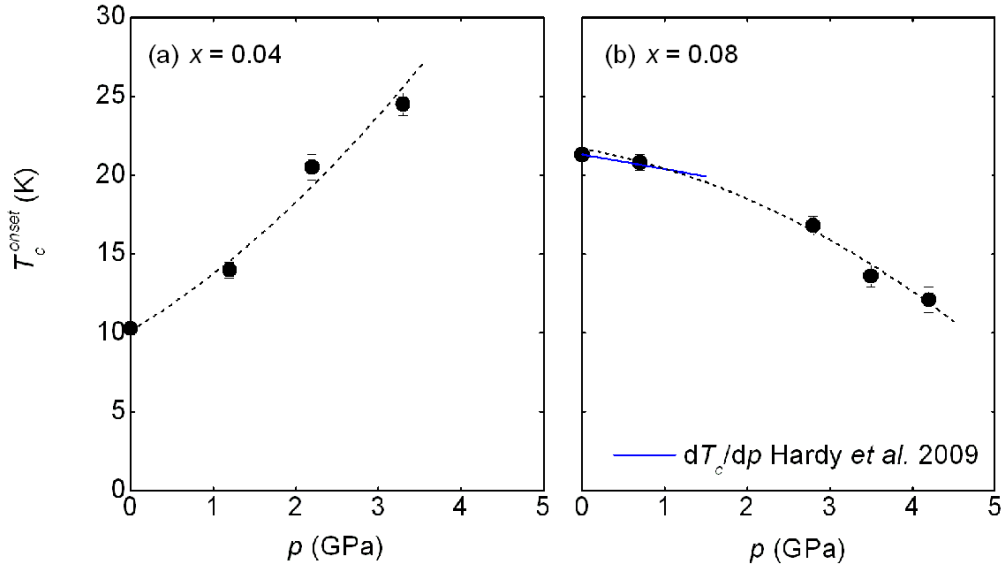 (a) x = 0.04
(b) x = 0.08
30
25
20
15
10
5
0
T_c^onset (K)
0 1 2 3 4 5
0 1 2 3 4 5
p (GPa)
p (GPa)
dT_c/dp Hardy et al. 2009